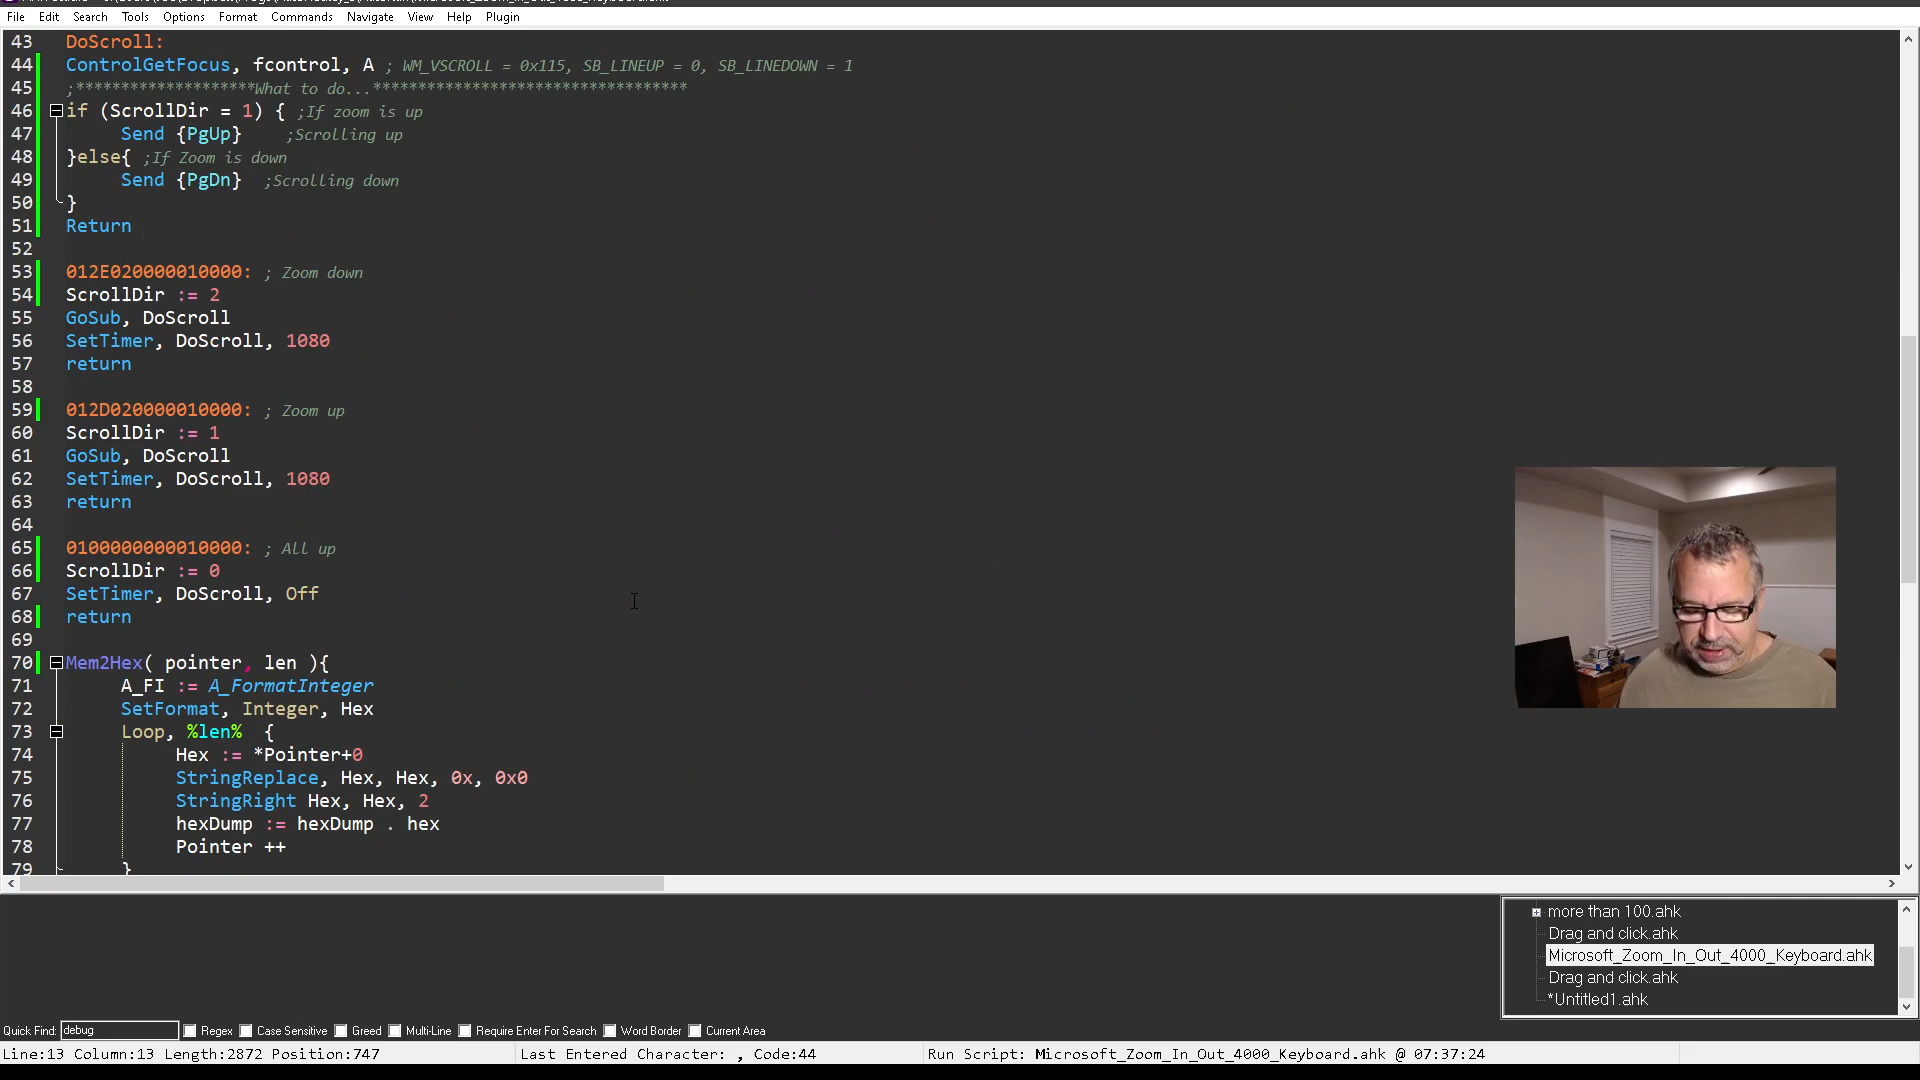 File Edit Search Tools Options Format Commands Navigate View Help Plugin
43 DoScroll:
44 ControlGetFocus, fcontrol, A ; WM_VSCROLL = 0x115, SB_LINEUP = 0, SB_LINEDOWN = 1
45 ;********************What to do...***********************************
46 if (ScrollDir = 1) { ;If zoom is up
47 Send {PgUp} ;Scrolling up
48 }else{ ;If Zoom is down
49 Send {PgDn} ;Scrolling down
50 }
51 Return
52
53 012E020000010000: ; Zoom down
54 ScrollDir := 2
55 GoSub, DoScroll
56 SetTimer, DoScroll, 1080
57 return
58
59 012D020000010000: ; Zoom up
60 ScrollDir := 1
61 GoSub, DoScroll
62 SetTimer, DoScroll, 1080
63 return
64
65 0100000000010000: ; All up
66 ScrollDir := 0
67 SetTimer, DoScroll, Off
68 return
69
70 Mem2Hex( pointer, len ){
71 A_FI := A_FormatInteger
72 SetFormat, Integer, Hex
73 Loop, %len% {
74 Hex := *Pointer+0
75 StringReplace, Hex, Hex, 0x, 0x0
76 StringRight Hex, Hex, 2
77 hexDump := hexDump . hex
78 Pointer ++
79 }
more than 100.ahk
Drag and click.ahk
Microsoft_Zoom_In_Out_4000_Keyboard.ahk
Drag and click.ahk
*Untitled1.ahk
Quick Find: debug Regex Case Sensitive Greed Multi-Line Require Enter For Search Word Border Current Area
Line:13 Column:13 Length:2872 Position:747 Last Entered Character: , Code:44 Run Script: Microsoft_Zoom_In_Out_4000_Keyboard.ahk @ 07:37:24